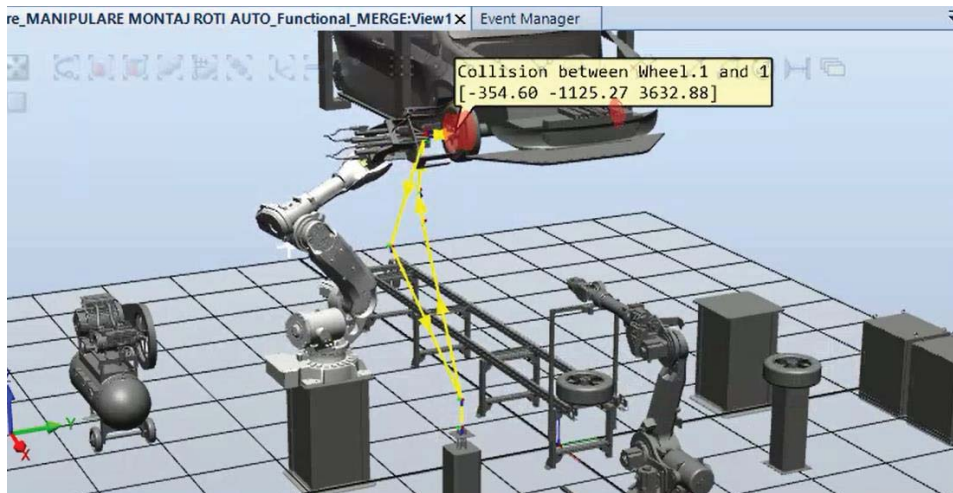 re_MANIPULARE MONTAJ ROTI AUTO_Functional_MERGE:View1 X Event Manager
Collision between Wheel.1 and 1
[-354.60 -1125.27 3632.88]
Y
X